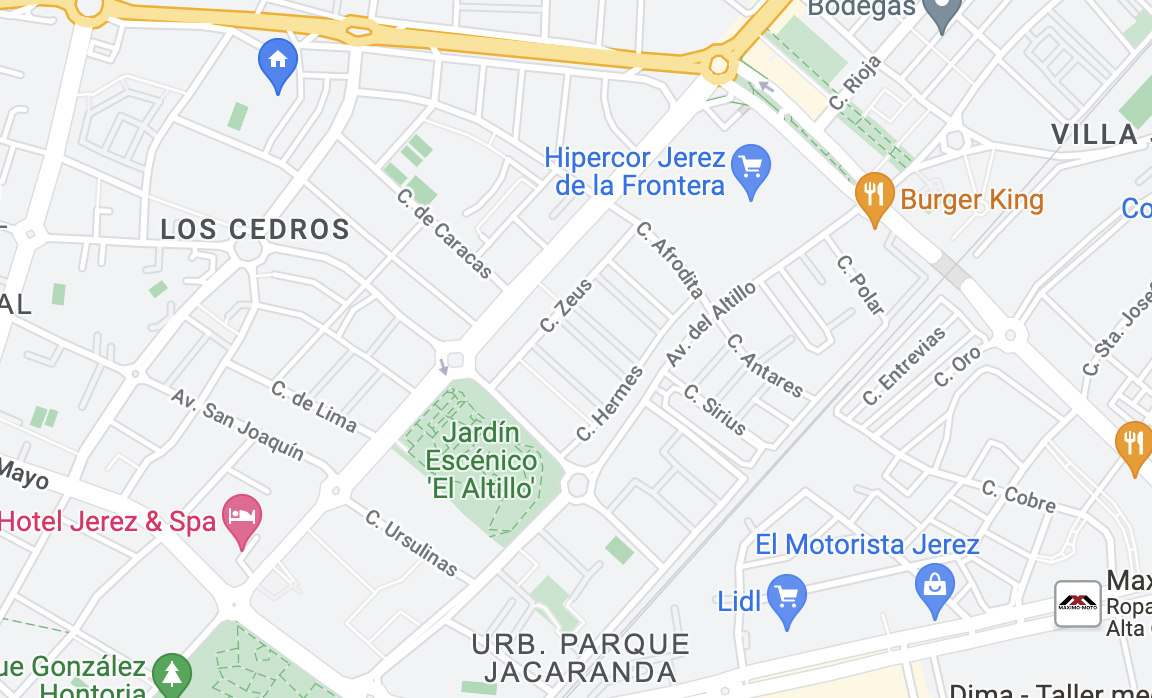 Bodegas
C. Rioja
VILLA
Hipercor Jerez
de la Frontera
Burger King
Co
C. de Caracas
LOS CEDROS
C. Afrodita
C. Polar
C. Zeus
Av. del Altillo
AL
C. Sta. Jose
C. Entrevias
C. Oro
C. Antares
C. de Lima
Av. San Joaquín
C. Hermes
C. Sirius
Jardín
Escénico
'El Altillo'
Mayo
Hotel Jerez & Spa
C. Ursulinas
C. Cobre
El Motorista Jerez
Lidl
MAXIMO-MOTO
Max
Ropa
Alta
URB. PARQUE
JACARANDA
ue González
Hontoria
Dima - Taller me